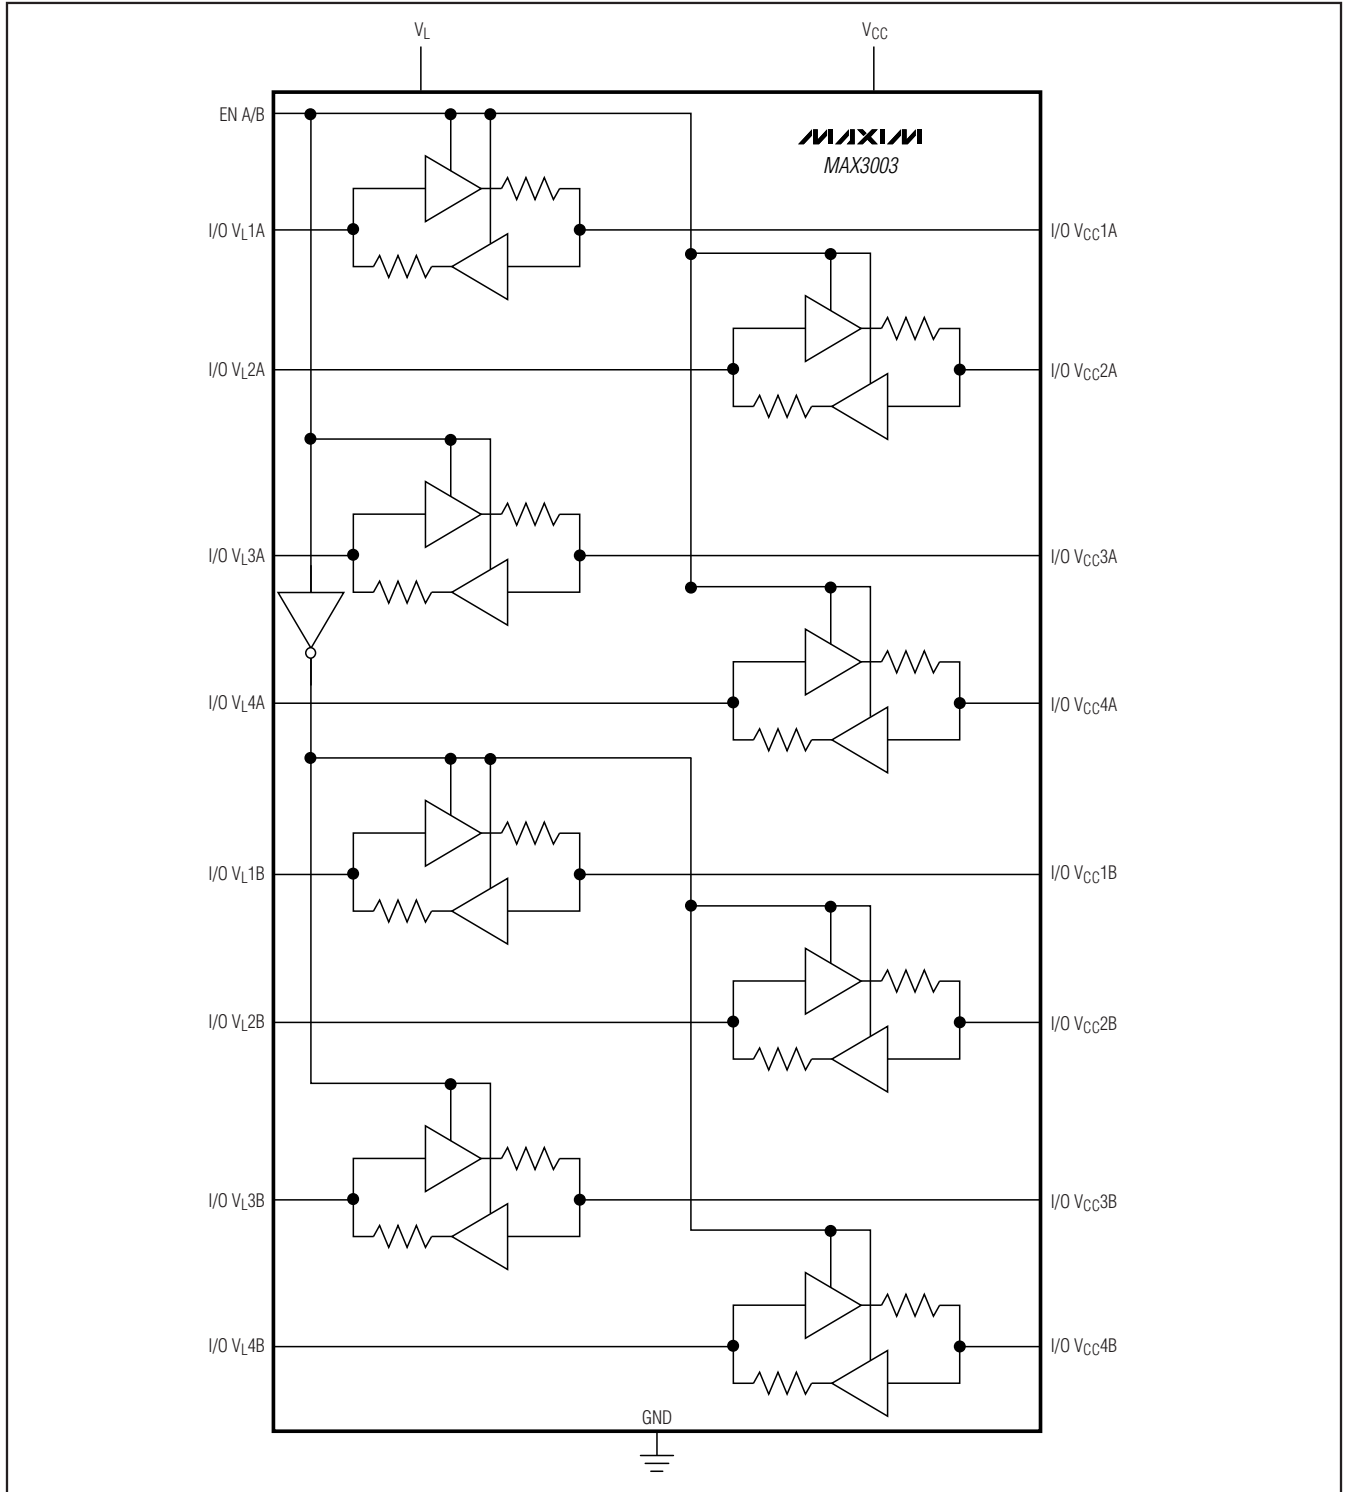 VL VCC
EN A/B
MAXIM
MAX3003
I/O VL1A I/O VCC1A
I/O VL2A I/O VCC2A
I/O VL3A I/O VCC3A
I/O VL4A I/O VCC4A
I/O VL1B I/O VCC1B
I/O VL2B I/O VCC2B
I/O VL3B I/O VCC3B
I/O VL4B I/O VCC4B
GND